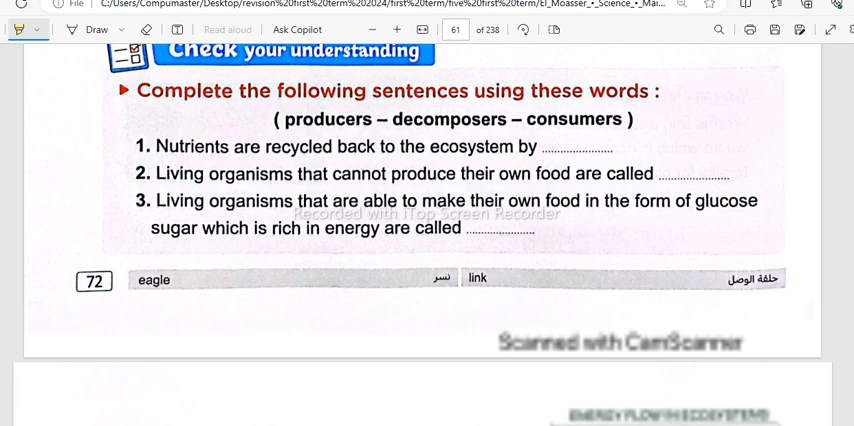 File C:/Users/Compumaster/Desktop/revision%20first%20term%202024/first%20term/five%20first%20term/El_Moasser_•_Science_•_Mai...
Draw Read aloud Ask Copilot 61 of 238
Check your understanding
Complete the following sentences using these words :
( producers – decomposers – consumers )
1. Nutrients are recycled back to the ecosystem by ......................
2. Living organisms that cannot produce their own food are called ......................
3. Living organisms that are able to make their own food in the form of glucose
Recorded with iTop Screen Recorder
sugar which is rich in energy are called ......................
72 eagle نسر link حلقة الوصل
Scanned with CamScanner
ENERGY FLOW IN ECOSYSTEMS